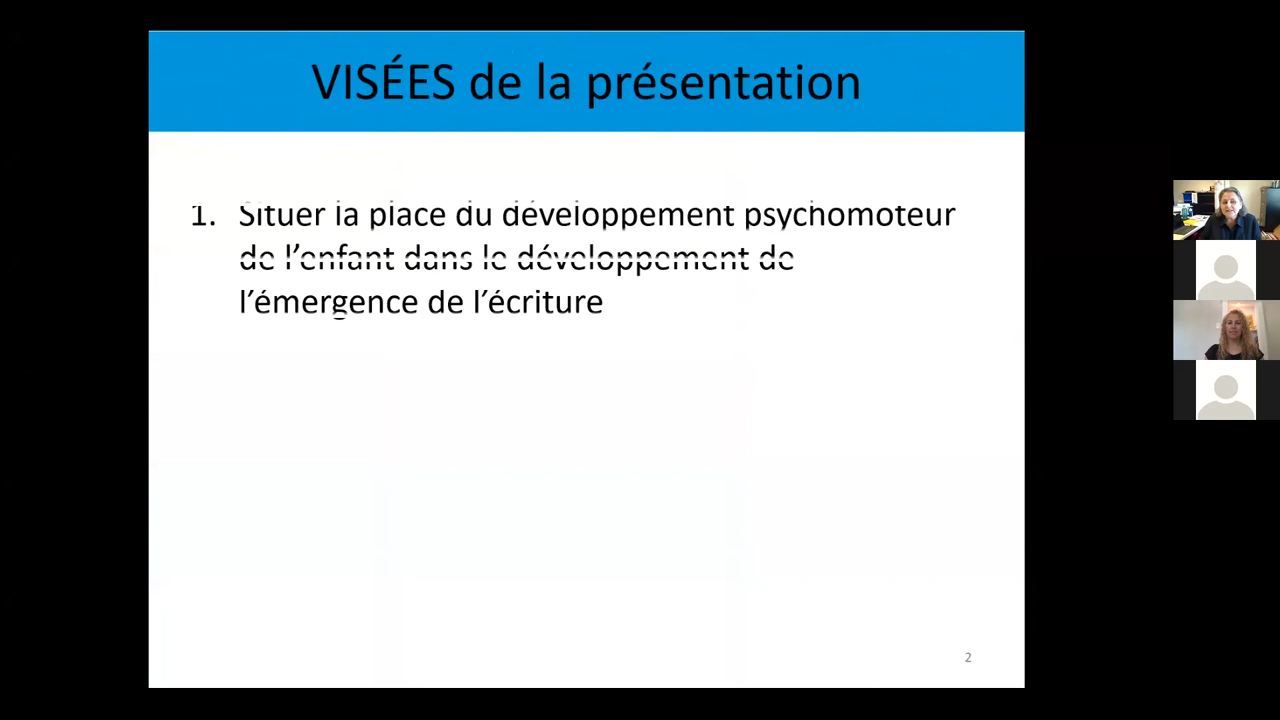 VISÉES de la présentation
1. Situer la place du développement psychomoteur
de l’enfant dans le développement de
l’émergence de l’écriture
2